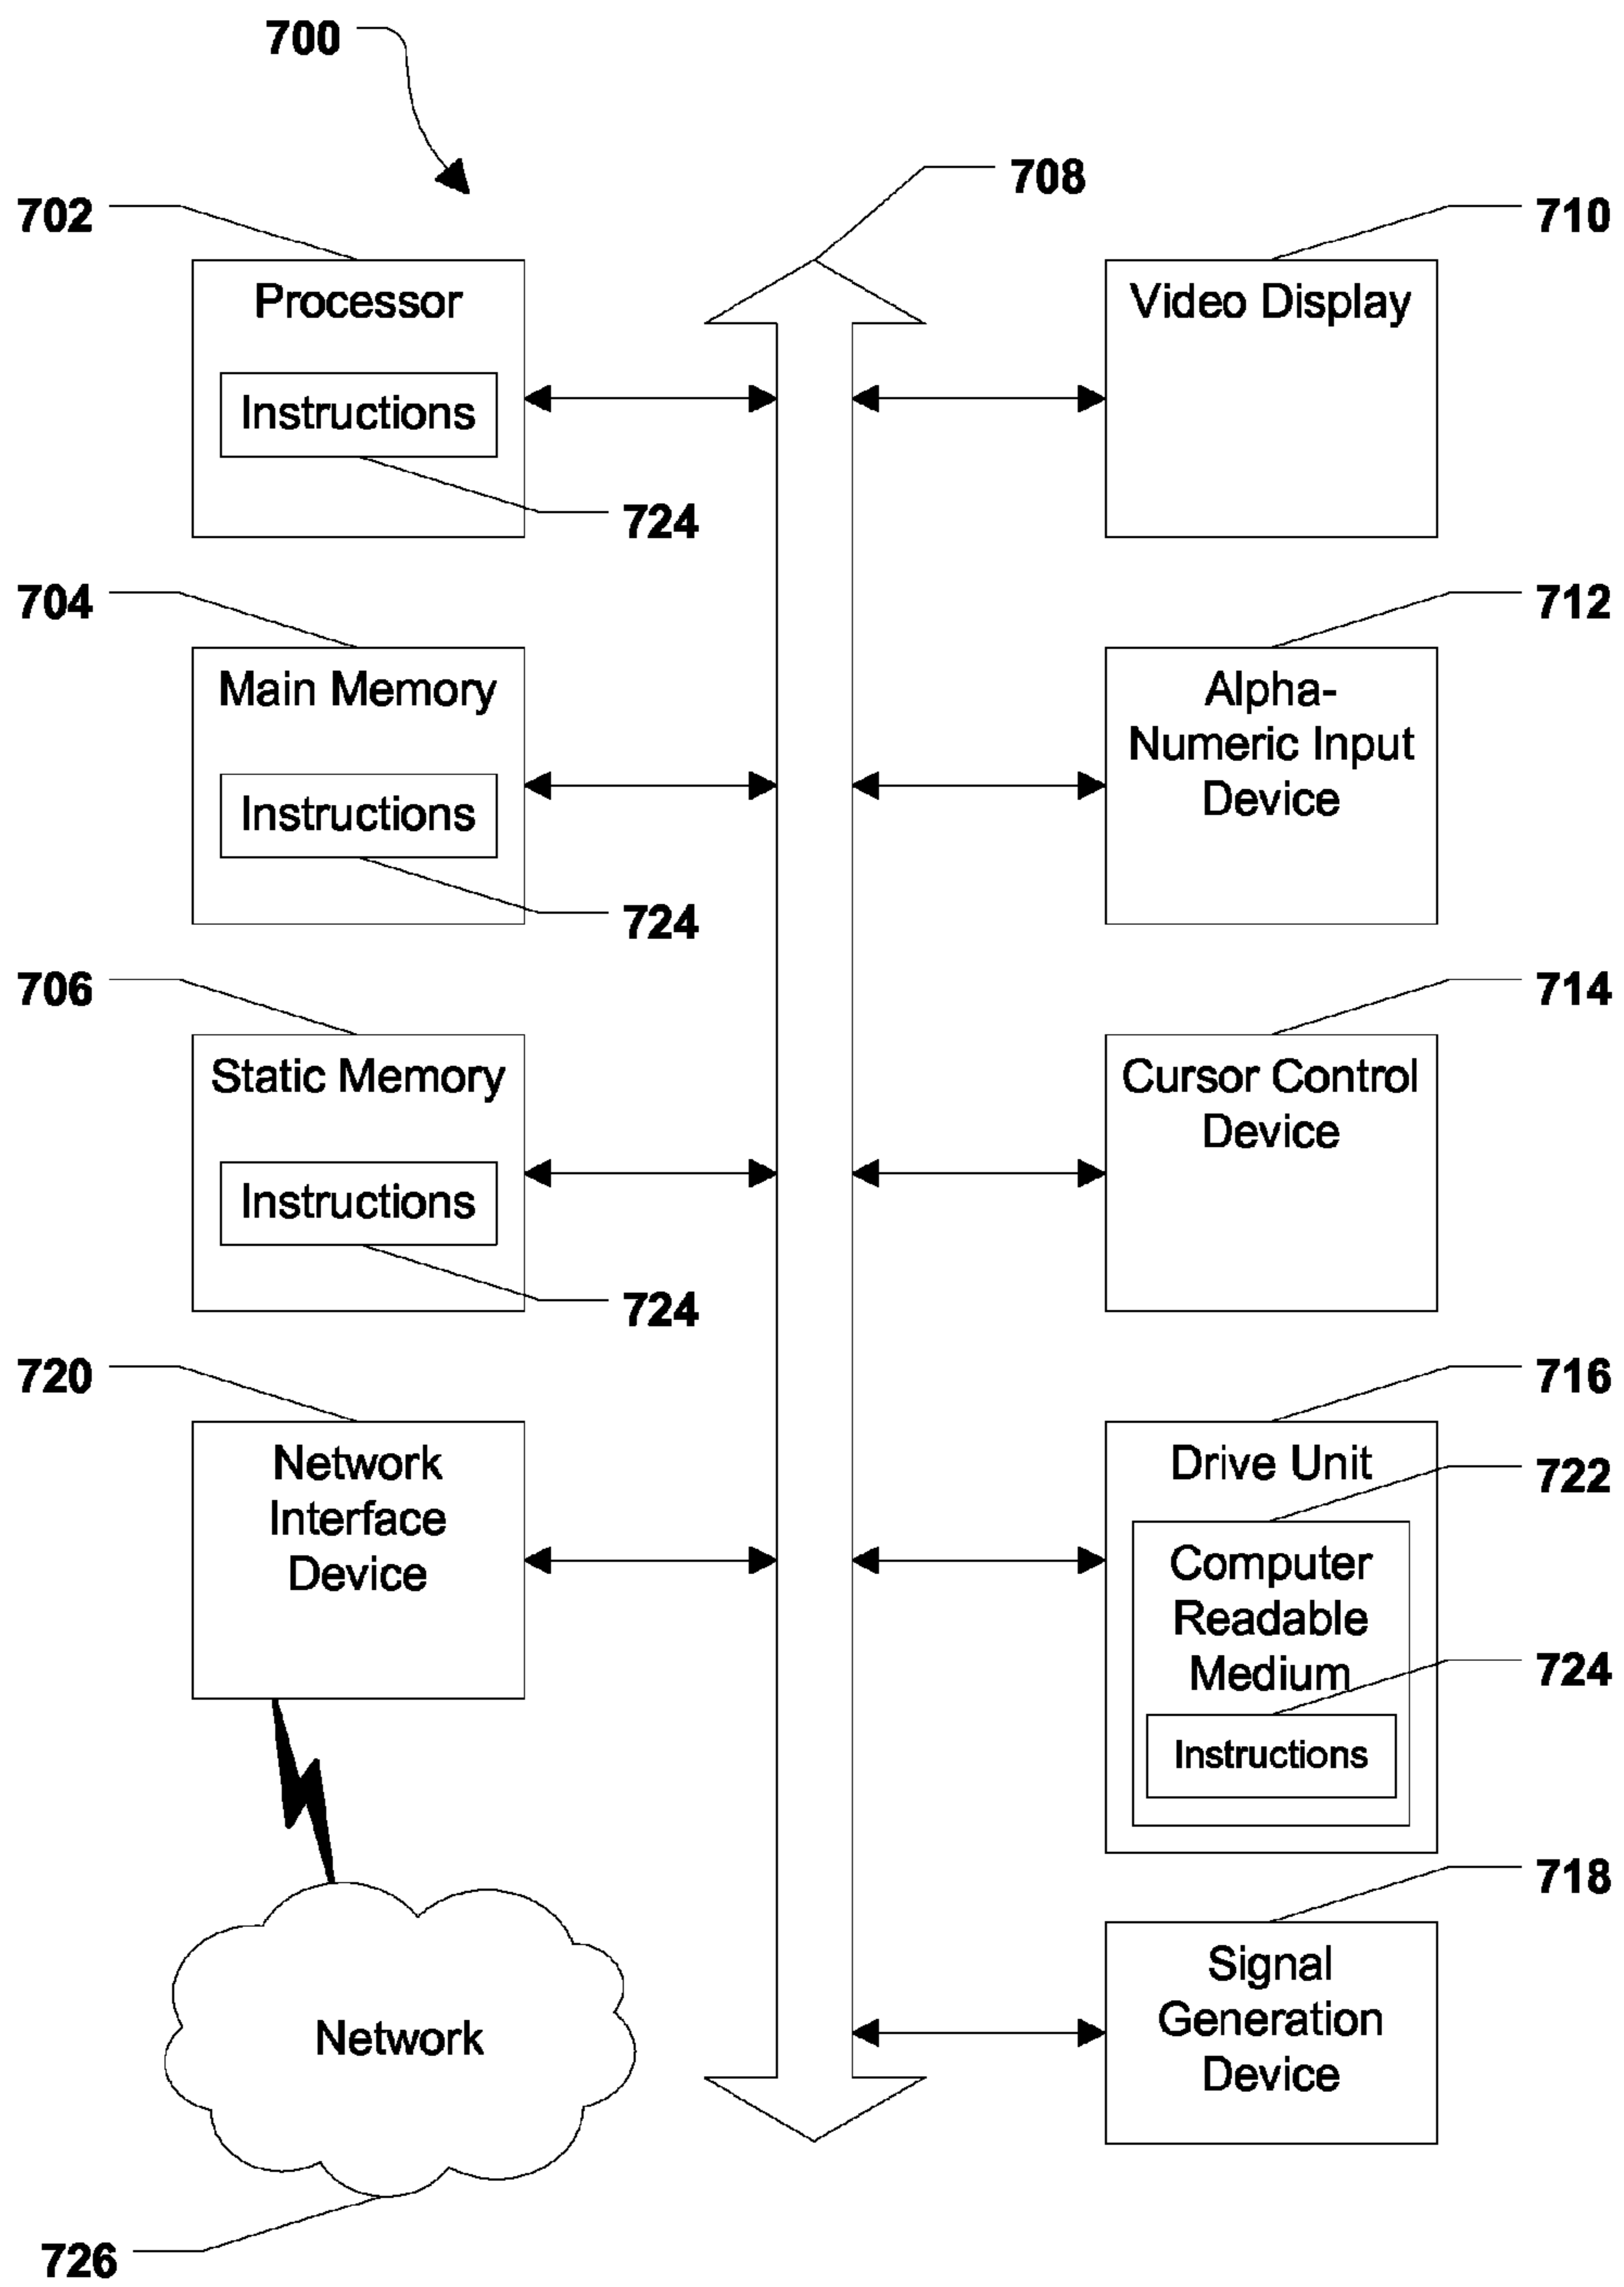 700
708
702
710
Processor
Video Display
Instructions
724
704
712
Main Memory
Alpha-
Numeric Input
Device
Instructions
724
706
714
Static Memory
Cursor Control
Device
Instructions
724
720
716
Network
Interface
Device
Drive Unit
722
Computer
Readable
Medium
724
Instructions
718
Signal
Generation
Device
Network
726